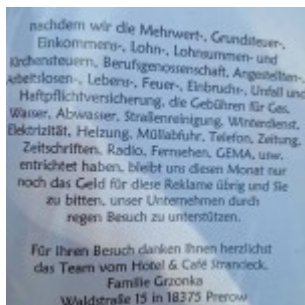 nachdem wir die Mehrwert-, Grundsteuer-,
Einkommens-, Lohn-, Lohnsummen- und
Kirchensteuern, Berufsgenossenschaft, Angestellten-
Arbeitslosen-, Lebens-, Feuer-, Einbruchs-, Unfall und
Haftpflichtversicherung, die Gebühren für Gas,
Wasser, Abwasser, Straßenreinigung, Winterdienst,
Elektrizität, Heizung, Müllabfuhr, Telefon, Zeitung,
Zeitschriften, Radio, Fernsehen, GEMA, usw.
entrichtet haben, bleibt uns diesen Monat nur
noch das Geld für diese Reklame übrig und Sie
zu bitten, unser Unternehmen durch
regen Besuch zu unterstützen.
Für Ihren Besuch danken Ihnen herzlichst
das Team vom Hotel & Café Strandeck.
Familie Grzonka
Waldstraße 15 in 18375 Prerow